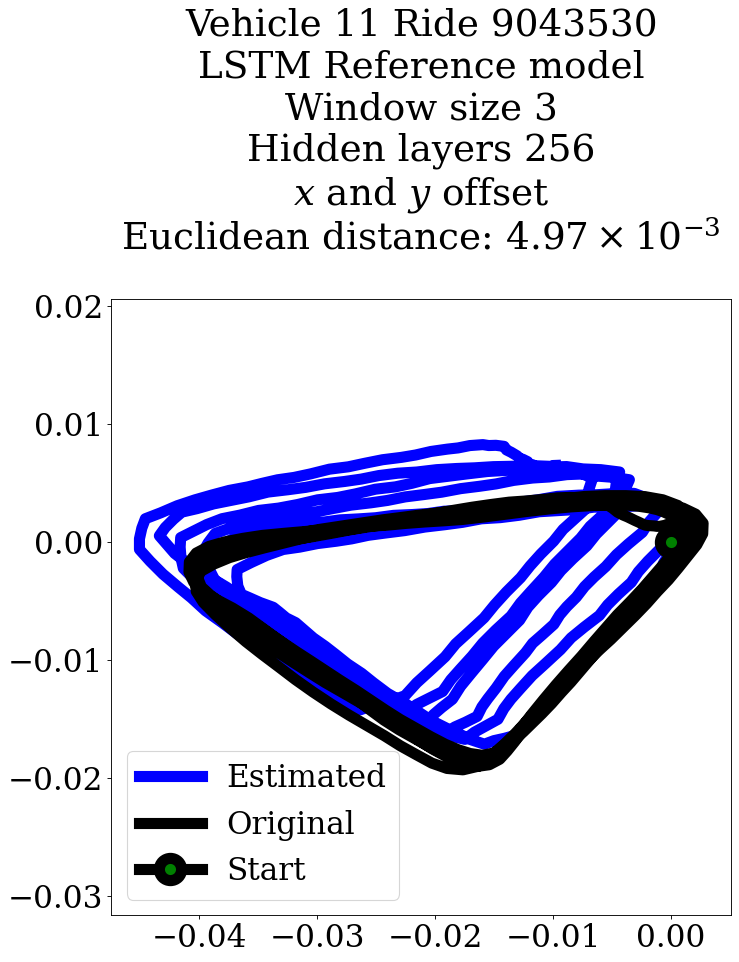 Vehicle 11 Ride 9043530
LSTM Reference model
Window size 3
Hidden layers 256
x and y offset
Euclidean distance: 4.97 × 10⁻³
0.02
0.01
0.00
−0.01
−0.02
−0.03
Estimated
Original
Start
−0.04 −0.03 −0.02 −0.01 0.00